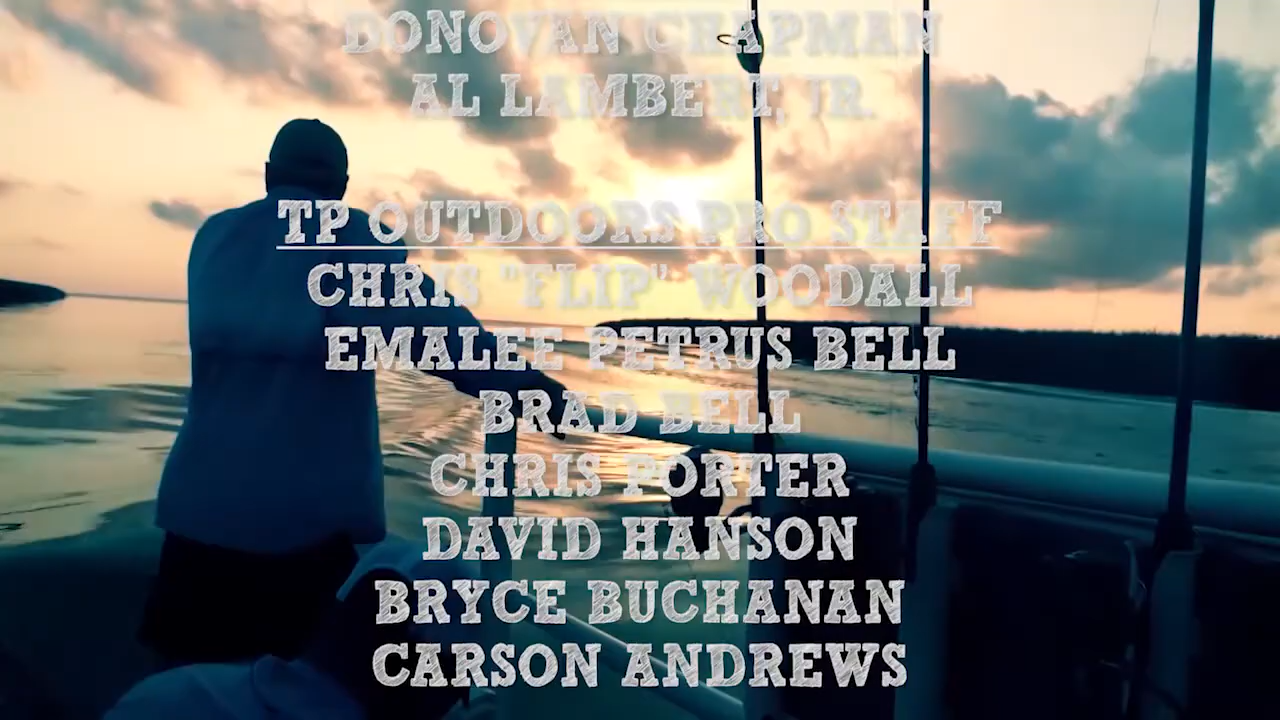 DONOVAN CHAPMAN
AL LAMBERT, JR.
TP OUTDOORS PRO STAFF
CHRIS "FLIP" WOODALL
EMALEE PETRUS BELL
BRAD BELL
CHRIS PORTER
DAVID HANSON
BRYCE BUCHANAN
CARSON ANDREWS